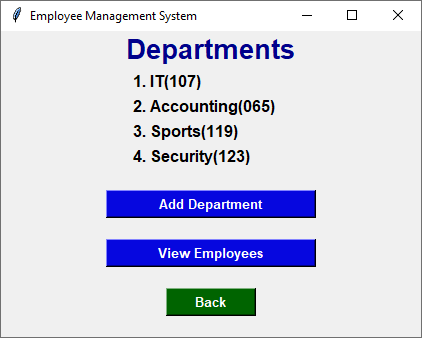 Employee Management System
Departments
1. IT(107)
2. Accounting(065)
3. Sports(119)
4. Security(123)
Add Department
View Employees
Back